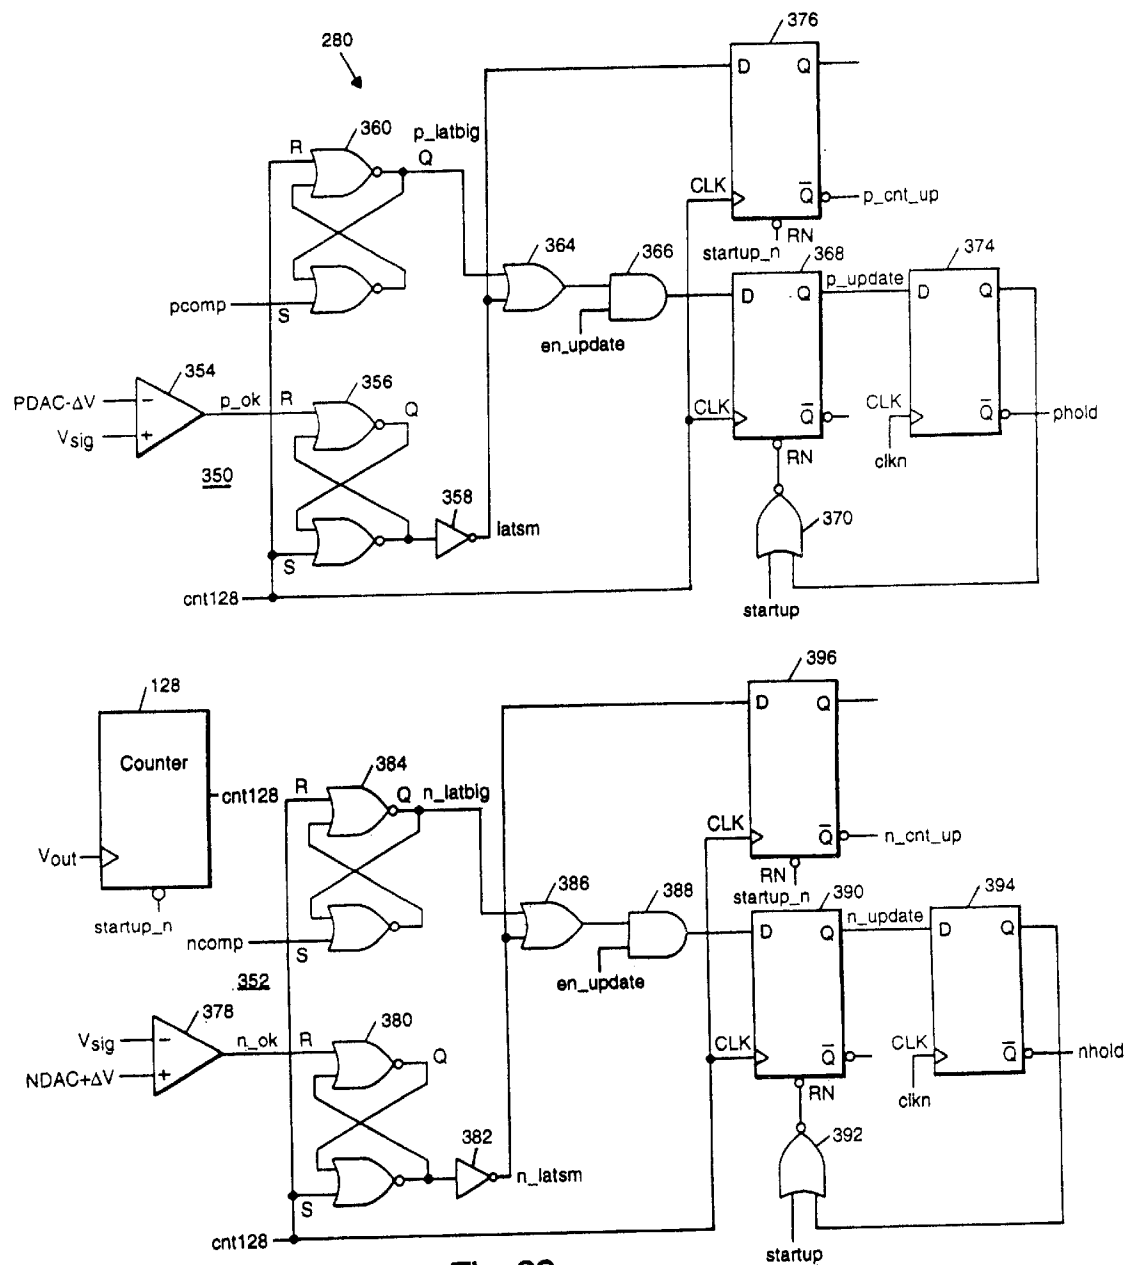 280
376
D Q
360
p_latbig
R
Q
CLK
Q
p_cnt_up
RN
startup_n
364
366
368
374
D Q
p_update
D Q
pcomp
S
en_update
354
356
PDAC-ΔV
−
p_ok
R
Q
CLK
Q
RN
CLK
Q
phold
Vsig
+
clkn
350
358
latsm
370
S
cnt128
startup
396
128
D Q
Counter
384
R
Q
n_latbig
cnt128
CLK
Q
n_cnt_up
Vout
RN
startup_n
startup_n
386
388
390
394
D Q
n_update
D Q
ncomp
S
en_update
352
378
380
Vsig
−
n_ok
R
Q
CLK
Q
RN
CLK
Q
nhold
NDAC+ΔV
+
clkn
382
n_latsm
392
S
cnt128
startup